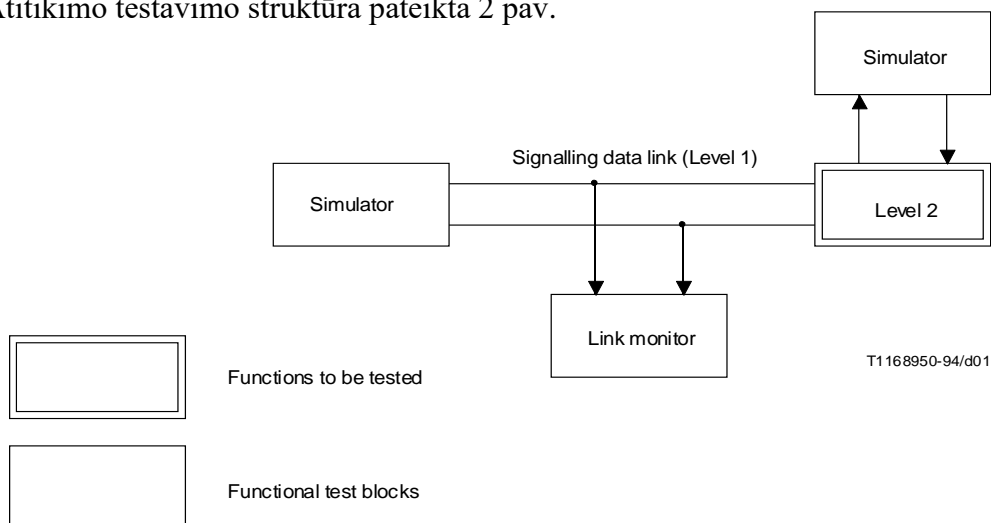 Atitikimo testavimo struktūra pateikta 2 pav.
Simulator
Signalling data link (Level 1)
Simulator
Level 2
Link monitor
T1168950-94/d01
Functions to be tested
Functional test blocks